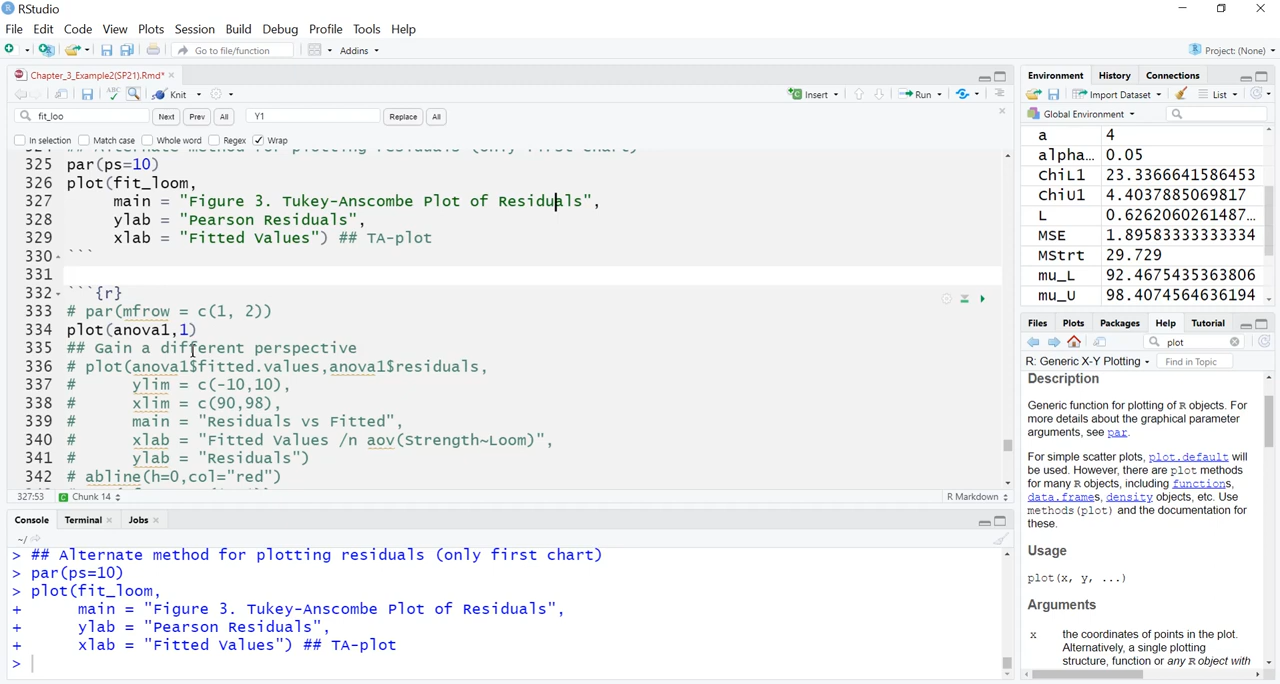 RStudio
File Edit Code View Plots Session Build Debug Profile Tools Help
Go to file/function Addins Project: (None)
Chapter_3_Example2(SP21).Rmd* ×
ABC Knit Insert Run
fit_loo Next Prev All Y1 Replace All
In selection Match case Whole word Regex Wrap
324 ## Alternate method for plotting residuals (only first chart)
325 par(ps=10)
326 plot(fit_loom,
327 main = "Figure 3. Tukey-Anscombe Plot of Residuals",
328 ylab = "Pearson Residuals",
329 xlab = "Fitted Values") ## TA-plot
330 ```
331
332 ```{r}
333 # par(mfrow = c(1, 2))
334 plot(anova1,1)
335 ## Gain a different perspective
336 # plot(anova1$fitted.values,anova1$residuals,
337 # ylim = c(-10,10),
338 # xlim = c(90,98),
339 # main = "Residuals vs Fitted",
340 # xlab = "Fitted Values /n aov(Strength~Loom)",
341 # ylab = "Residuals")
342 # abline(h=0,col="red")
327:53 Chunk 14 R Markdown
Console Terminal × Jobs ×
~/
> ## Alternate method for plotting residuals (only first chart)
> par(ps=10)
> plot(fit_loom,
+ main = "Figure 3. Tukey-Anscombe Plot of Residuals",
+ ylab = "Pearson Residuals",
+ xlab = "Fitted Values") ## TA-plot
>
Environment History Connections
Import Dataset List
Global Environment
a 4
alpha… 0.05
ChiL1 23.3366641586453
ChiU1 4.4037885069817
L 0.6262060261487…
MSE 1.89583333333334
MStrt 29.729
mu_L 92.4675435363806
mu_U 98.4074564636194
Files Plots Packages Help Tutorial
plot
R: Generic X-Y Plotting Find in Topic
Description
Generic function for plotting of R objects. For
more details about the graphical parameter
arguments, see par.
For simple scatter plots, plot.default will
be used. However, there are plot methods
for many R objects, including functions,
data.frames, density objects, etc. Use
methods(plot) and the documentation for
these.
Usage
plot(x, y, ...)
Arguments
x the coordinates of points in the plot.
Alternatively, a single plotting
structure, function or any R object with